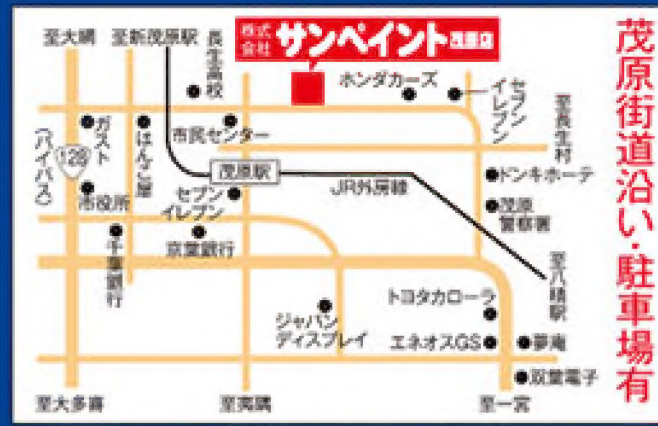 株式会社 サンペイント 茂原店
茂原街道沿い・駐車場有
至大網
至新茂原駅
長生高校
ホンダカーズ
セブンイレブン
至長生村
128
(バイパス)
ガスト
はんこ屋
市民センター
茂原駅
JR外房線
ドンキホーテ
市役所
セブン
イレブン
茂原
警察署
千葉銀行
京葉銀行
至八積駅
ジャパン
ディスプレイ
トヨタカローラ
エネオスGS
夢庵
双葉電子
至大多喜
至夷隅
至一宮